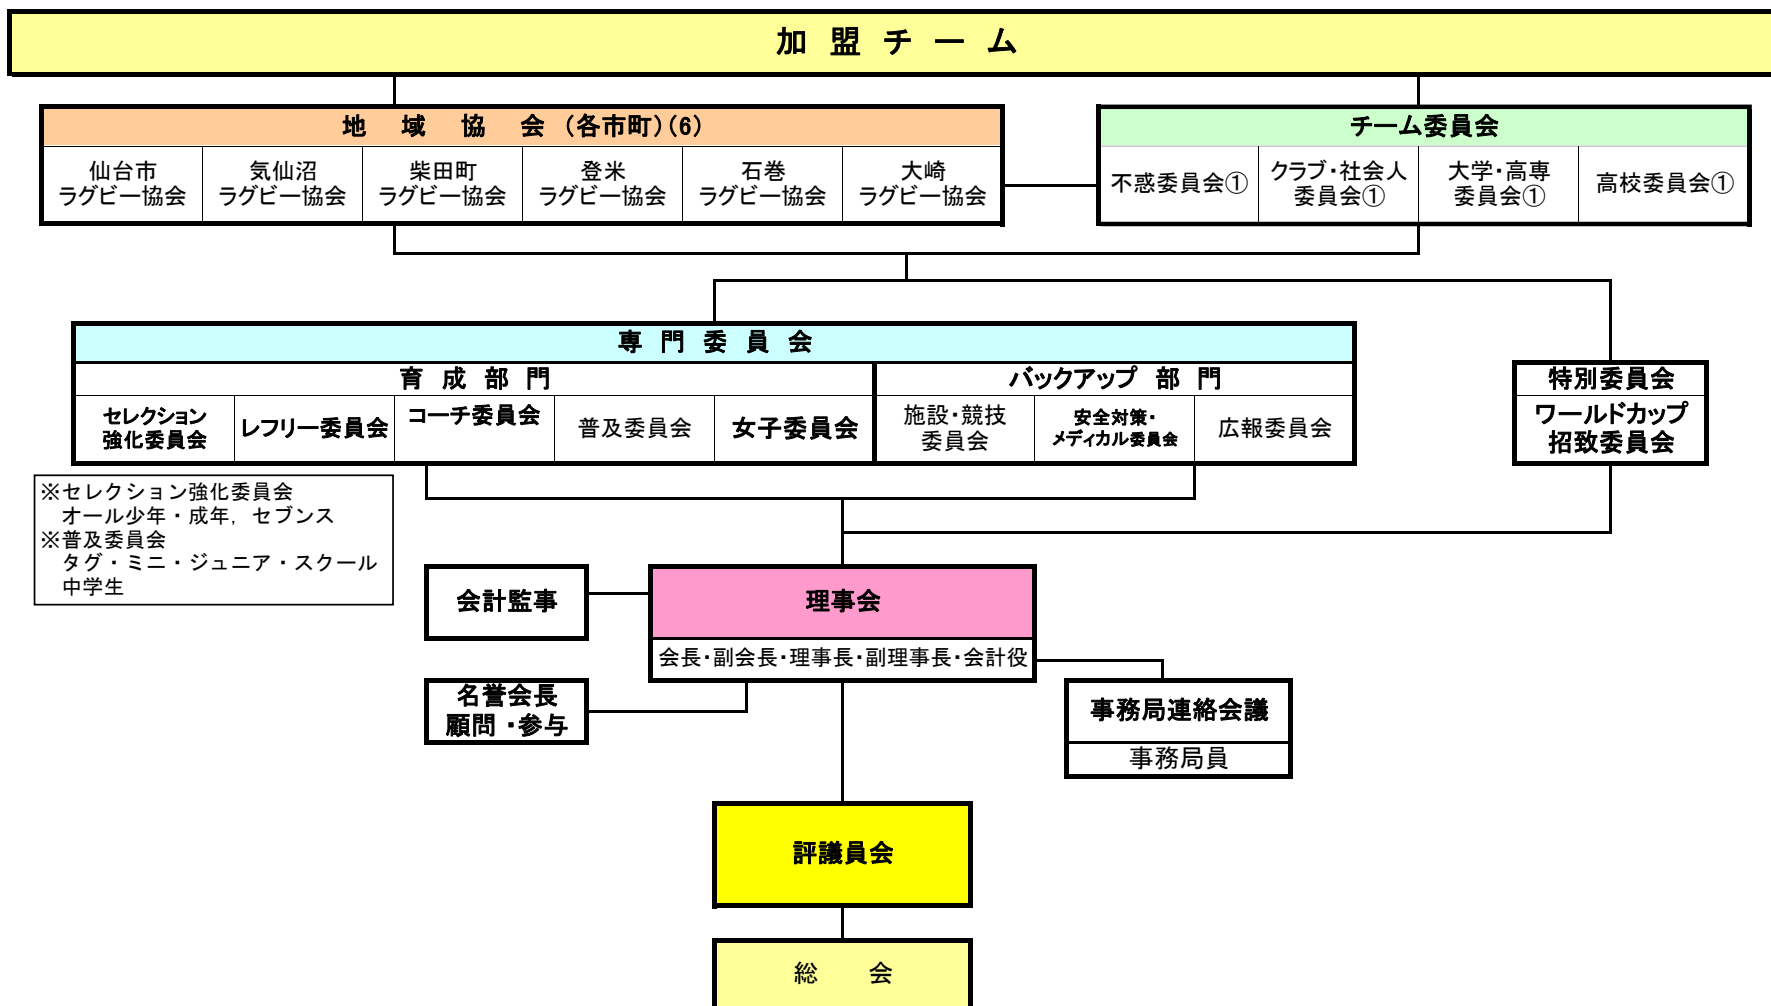 加盟チーム
地域協会(各市町)(6)
チーム委員会
仙台市
ラグビー協会
気仙沼
ラグビー協会
柴田町
ラグビー協会
登米
ラグビー協会
石巻
ラグビー協会
大崎
ラグビー協会
不惑委員会①
クラブ・社会人
委員会①
大学・高専
委員会①
高校委員会①
専門委員会
育成部門
バックアップ部門
セレクション
強化委員会
レフリー委員会
コーチ委員会
普及委員会
女子委員会
施設・競技
委員会
安全対策・
メディカル委員会
広報委員会
特別委員会
ワールドカップ
招致委員会
※セレクション強化委員会
オール少年・成年，セブンス
※普及委員会
タグ・ミニ・ジュニア・スクール
中学生
会計監事
理事会
会長・副会長・理事長・副理事長・会計役
名誉会長
顧問・参与
事務局連絡会議
事務局員
評議員会
総会